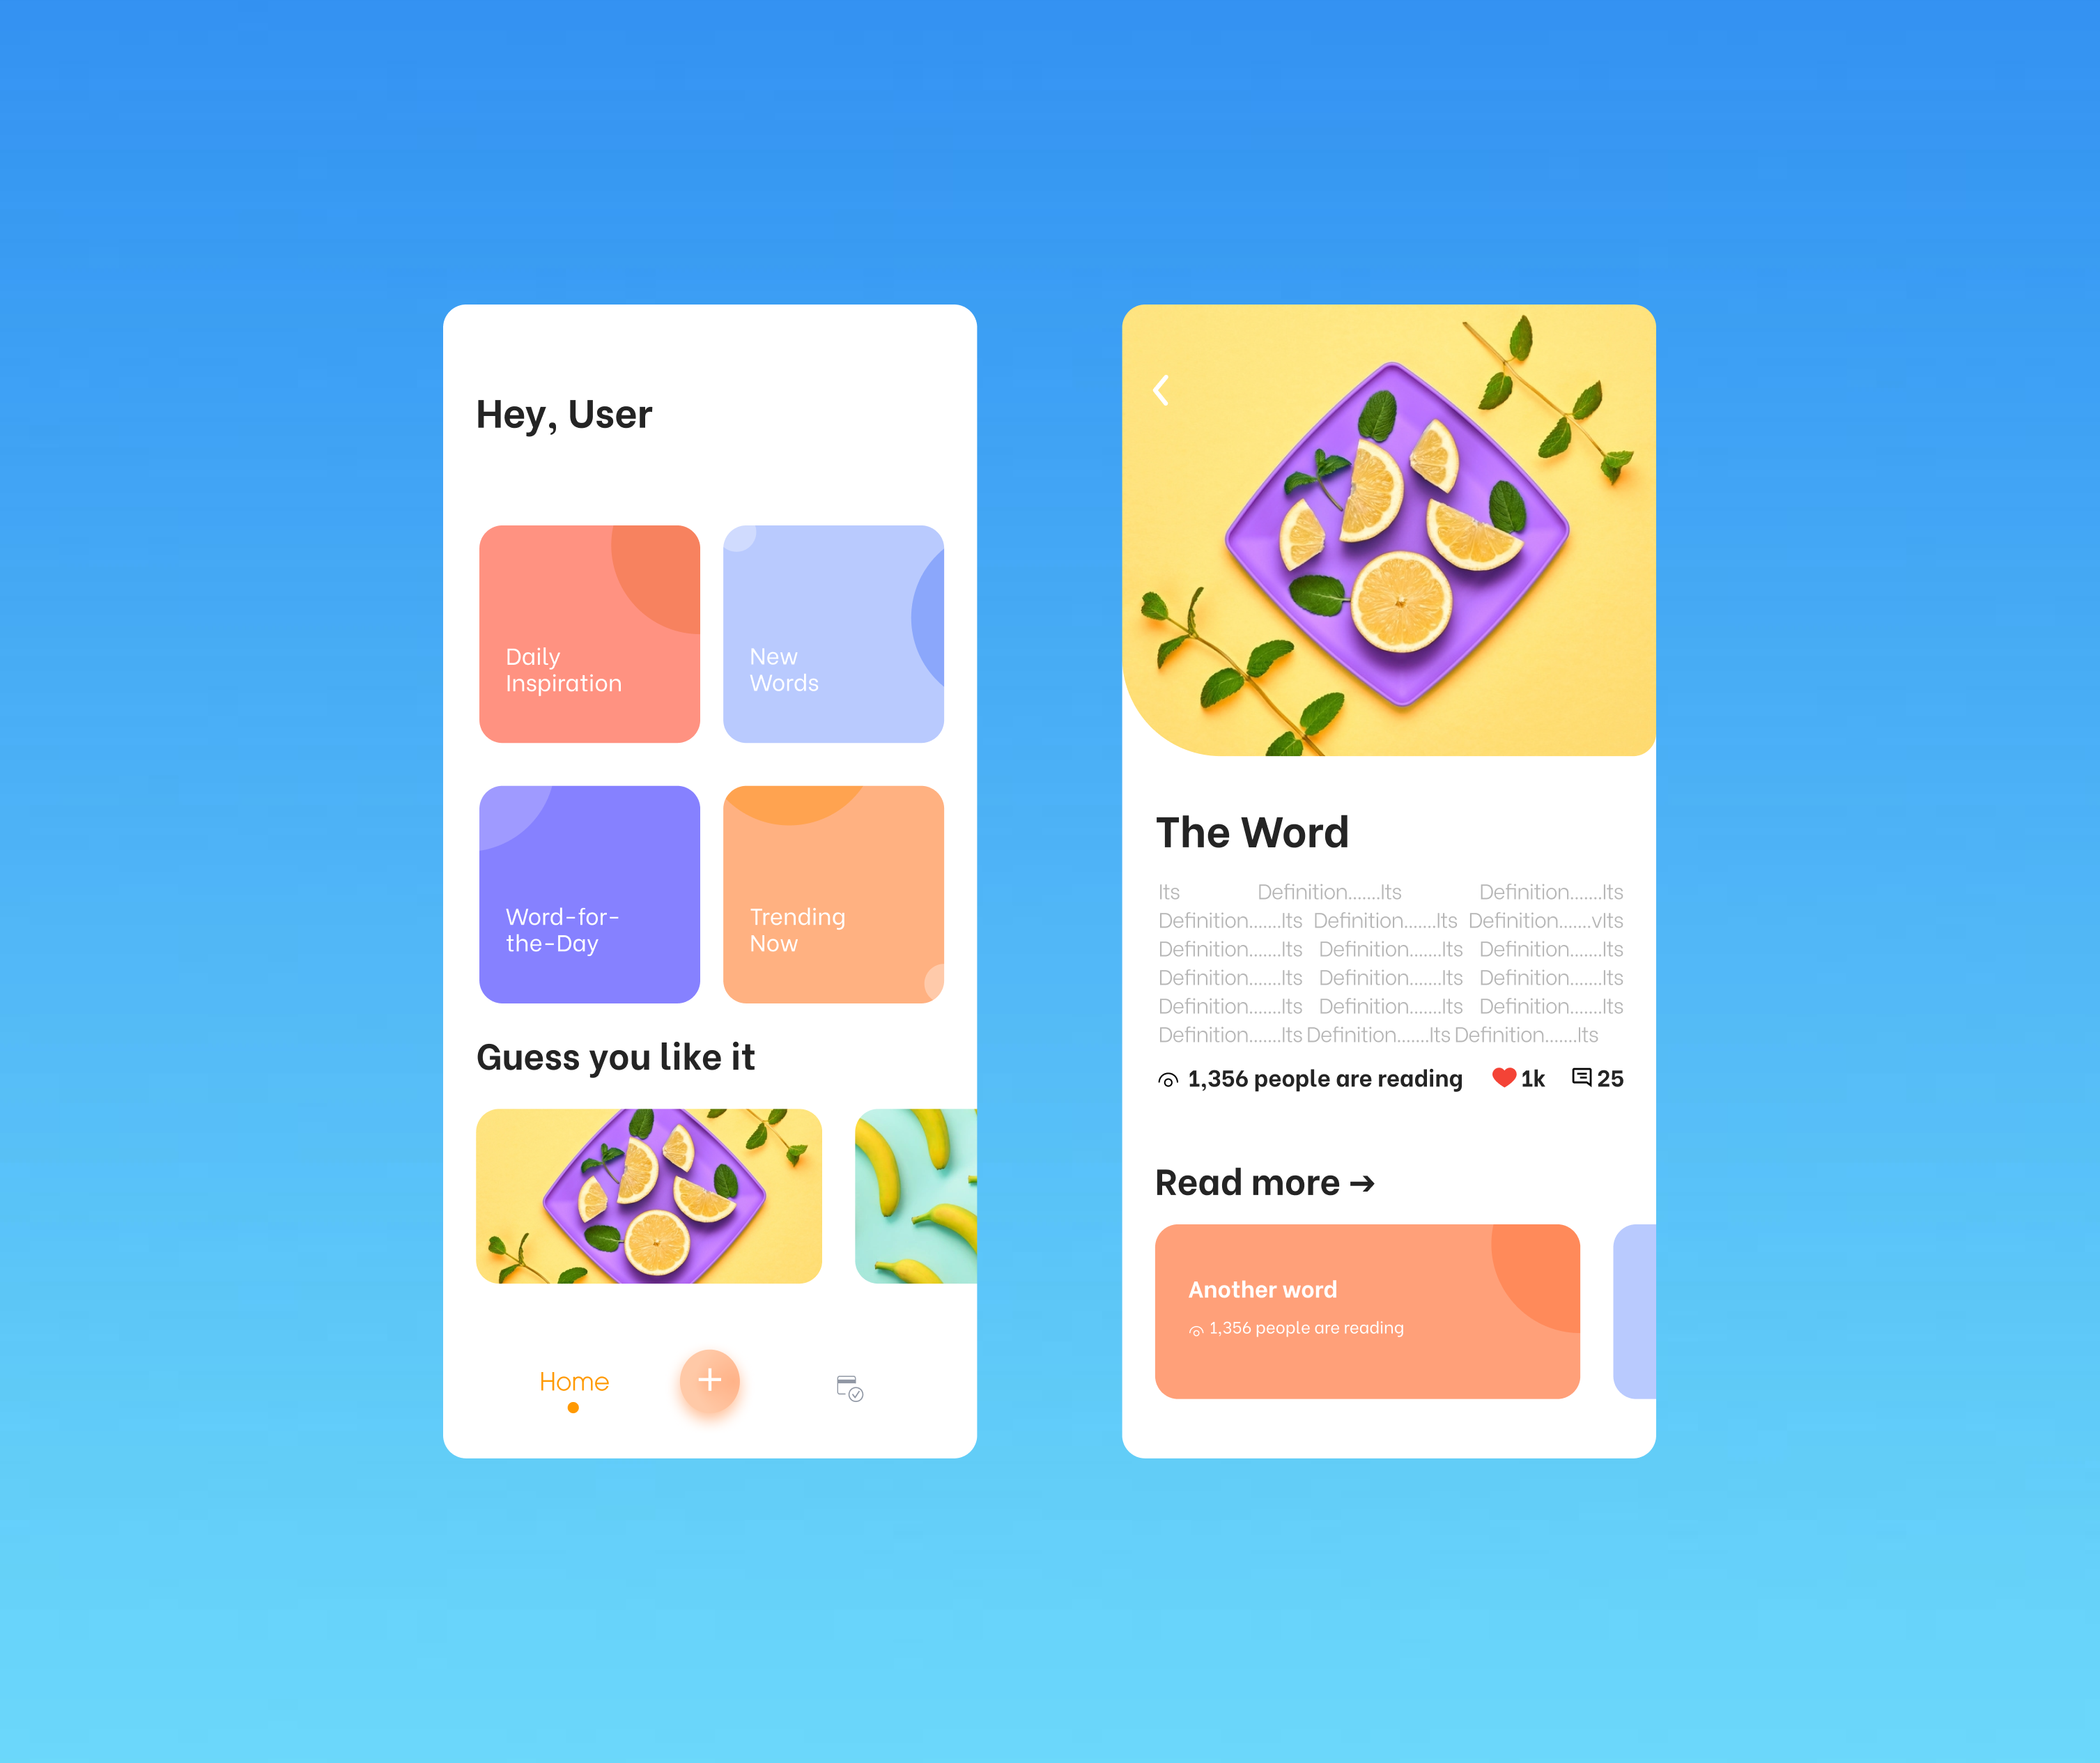 Hey, User
Daily
Inspiration
New
Words
Word-for-
the-Day
Trending
Now
Guess you like it
Home
The Word
Its Definition.......Its Definition.......Its
Definition.......Its Definition.......Its Definition.......vIts
Definition.......Its Definition.......Its Definition.......Its
Definition.......Its Definition.......Its Definition.......Its
Definition.......Its Definition.......Its Definition.......Its
Definition.......Its Definition.......Its Definition.......Its
1,356 people are reading 1k 25
Read more ➔
Another word
1,356 people are reading